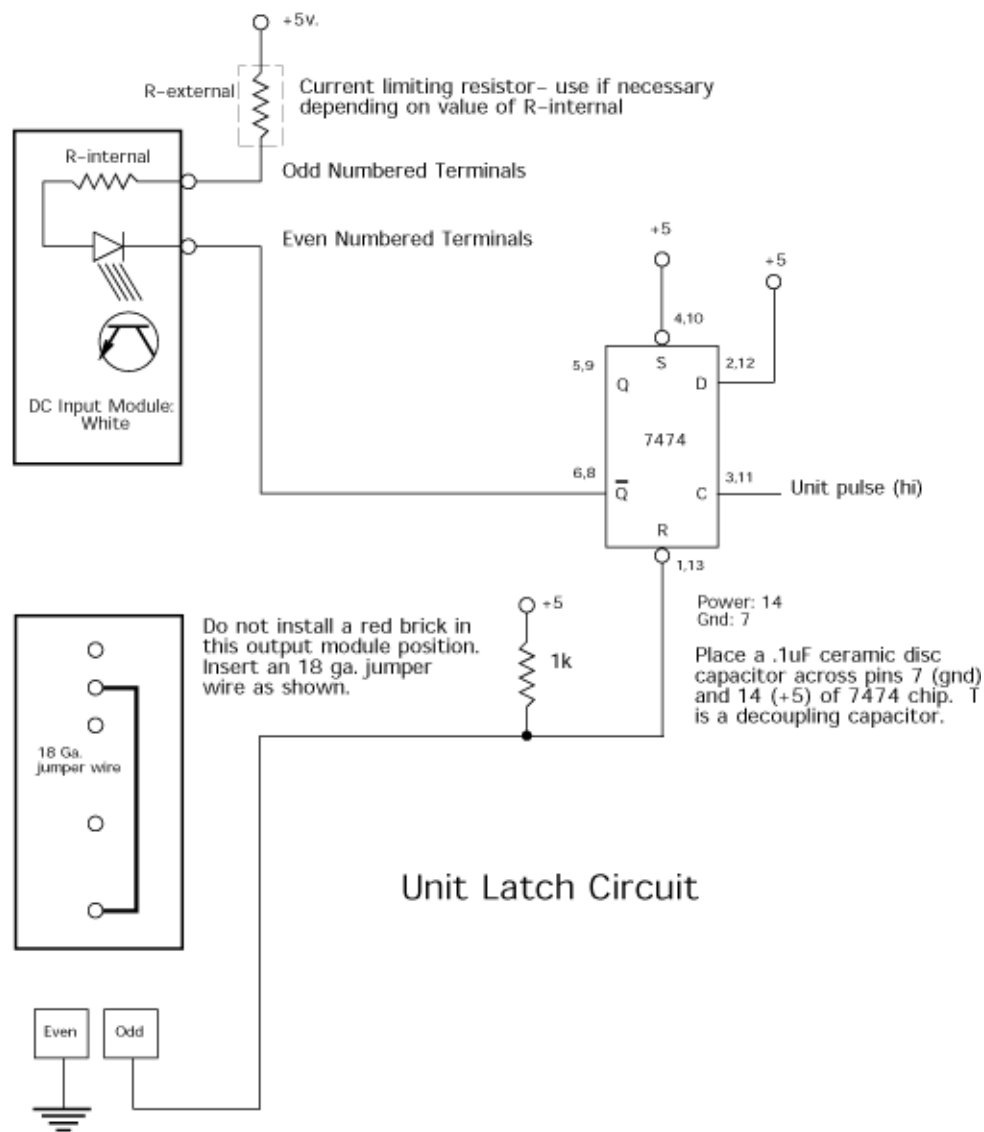 +5v.
R-external
Current limiting resistor- use if necessary
depending on value of R-internal
R-internal
Odd Numbered Terminals
Even Numbered Terminals
DC Input Module:
White
+5
+5
4,10
5,9
S
2,12
Q
D
7474
6,8
Q̅
C
3,11
Unit pulse (hi)
R
1,13
Power: 14
Gnd: 7
Place a .1uF ceramic disc
capacitor across pins 7 (gnd)
and 14 (+5) of 7474 chip. T
is a decoupling capacitor.
+5
1k
Do not install a red brick in
this output module position.
Insert an 18 ga. jumper
wire as shown.
18 Ga.
jumper wire
Unit Latch Circuit
Even
Odd